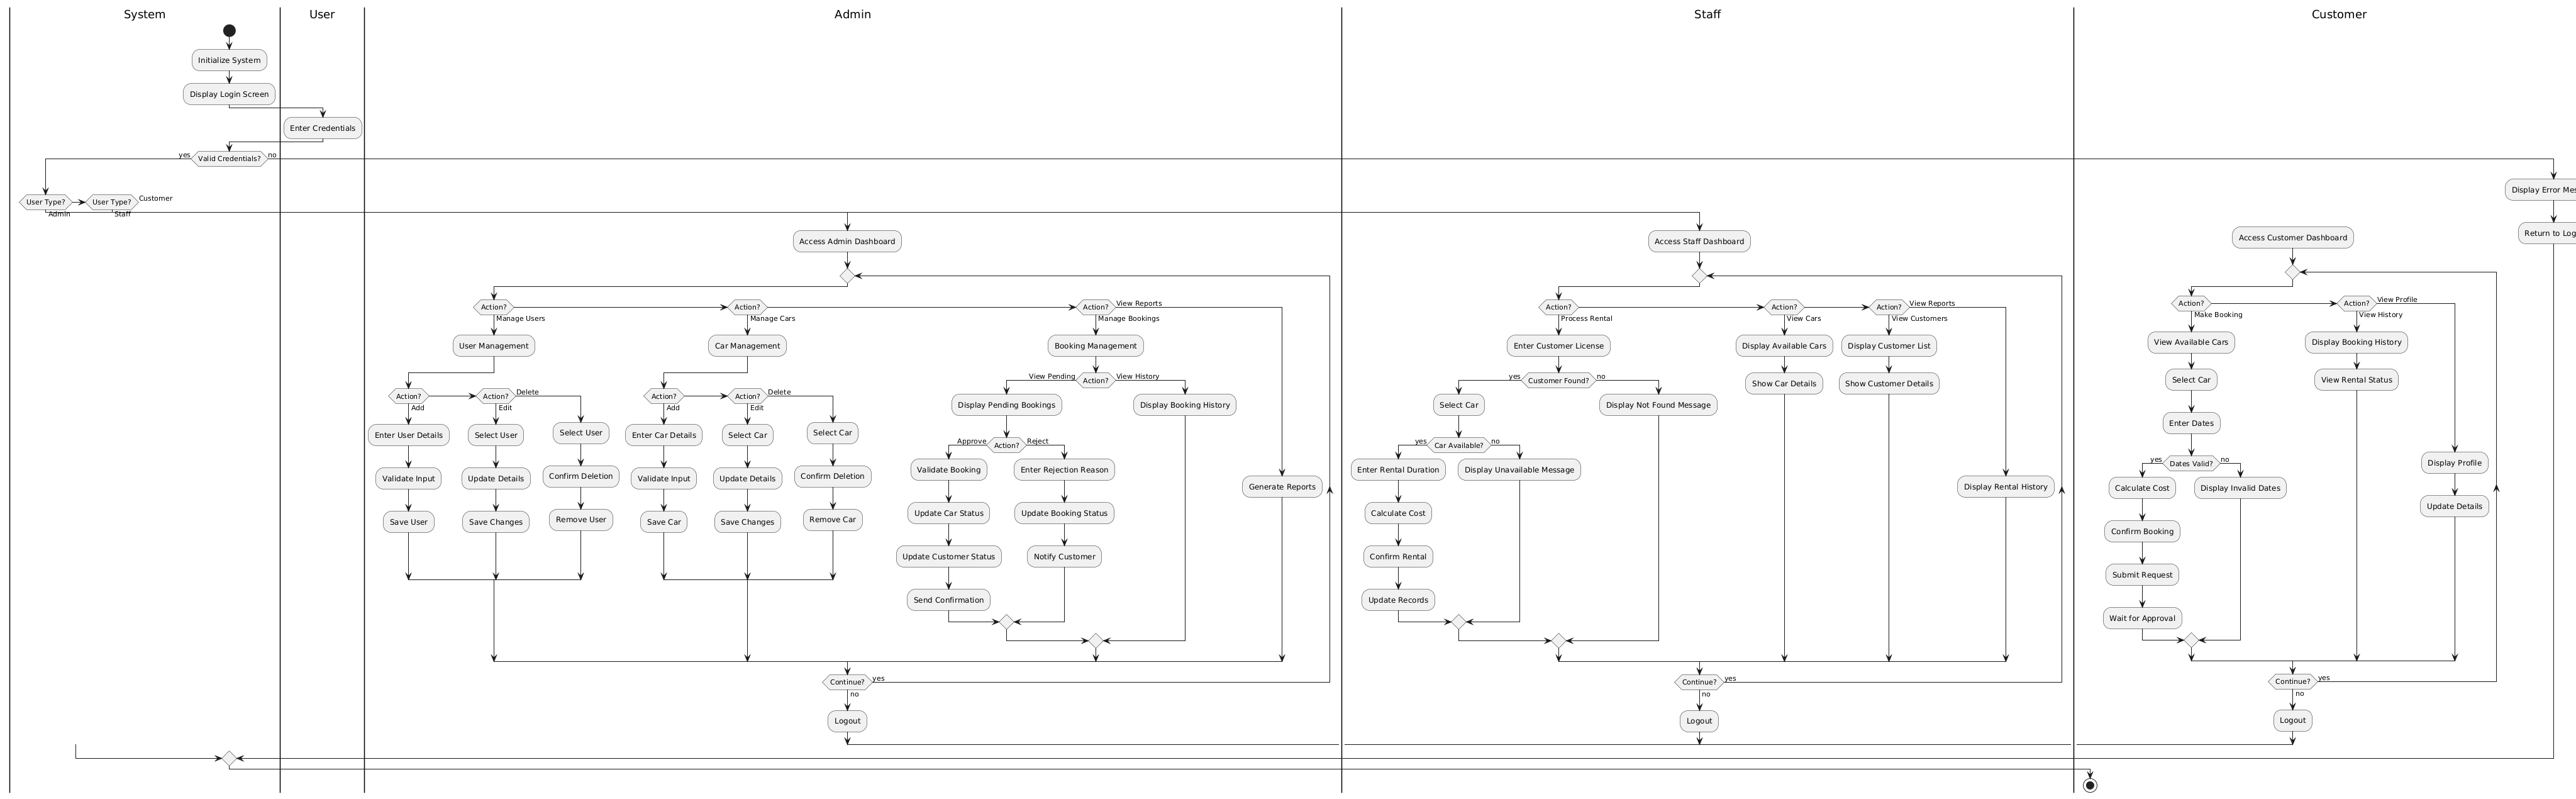 System
User
Admin
Staff
Customer
Initialize System
Display Login Screen
Enter Credentials
yes
Valid Credentials?
no
Display Error Mes
User Type?
User Type?
Customer
Admin
Staff
Return to Log
Access Admin Dashboard
Access Staff Dashboard
Access Customer Dashboard
Action?
Manage Users
Action?
Manage Cars
Action?
Manage Bookings
View Reports
User Management
Car Management
Booking Management
Action?
Add
Action?
Edit
Delete
Enter User Details
Select User
Select User
Validate Input
Update Details
Confirm Deletion
Save User
Save Changes
Remove User
Action?
Add
Action?
Edit
Delete
Enter Car Details
Select Car
Select Car
Validate Input
Update Details
Confirm Deletion
Save Car
Save Changes
Remove Car
View Pending
Action?
View History
Display Pending Bookings
Display Booking History
Approve
Action?
Reject
Validate Booking
Enter Rejection Reason
Update Car Status
Update Booking Status
Update Customer Status
Notify Customer
Send Confirmation
Generate Reports
Continue?
yes
no
Logout
Action?
Process Rental
Action?
View Cars
Action?
View Customers
View Reports
Enter Customer License
Display Available Cars
Display Customer List
yes
Customer Found?
no
Show Car Details
Show Customer Details
Select Car
Display Not Found Message
yes
Car Available?
no
Enter Rental Duration
Display Unavailable Message
Calculate Cost
Confirm Rental
Update Records
Display Rental History
Continue?
yes
no
Logout
Action?
Make Booking
Action?
View History
View Profile
View Available Cars
Display Booking History
Select Car
View Rental Status
Enter Dates
yes
Dates Valid?
no
Calculate Cost
Display Invalid Dates
Confirm Booking
Submit Request
Wait for Approval
Display Profile
Update Details
Continue?
yes
no
Logout